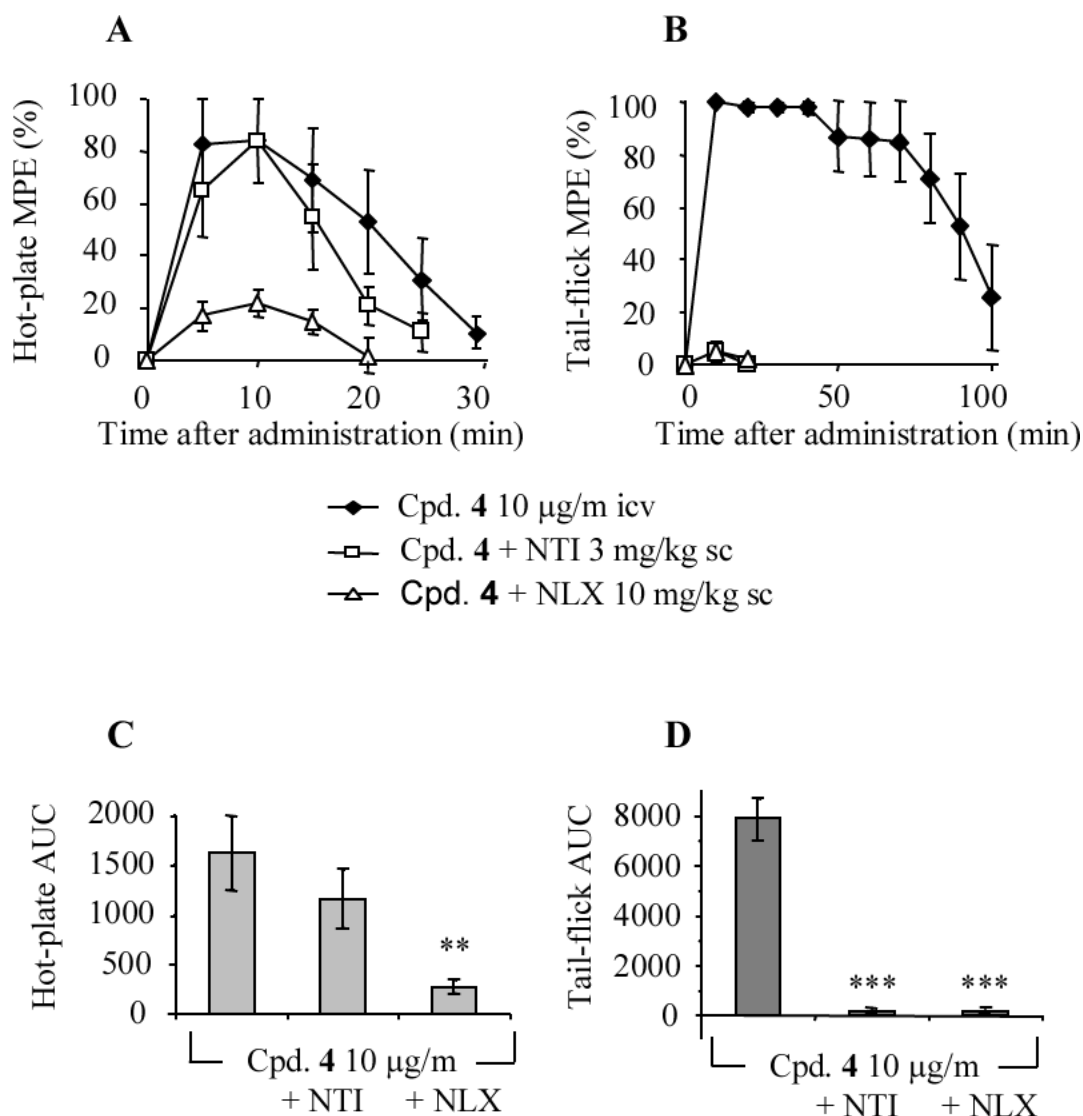 A
Hot-plate MPE (%)
100
80
60
40
20
0
0 10 20 30
Time after administration (min)
B
Tail-flick MPE (%)
100
80
60
40
20
0
0 50 100
Time after administration (min)
Cpd. 4 10 μg/m icv
Cpd. 4 + NTI 3 mg/kg sc
Cpd. 4 + NLX 10 mg/kg sc
C
Hot-plate AUC
2000
1500
1000
500
0
**
Cpd. 4 10 μg/m
+ NTI + NLX
D
Tail-flick AUC
8000
6000
4000
2000
0
*** ***
Cpd. 4 10 μg/m
+ NTI + NLX